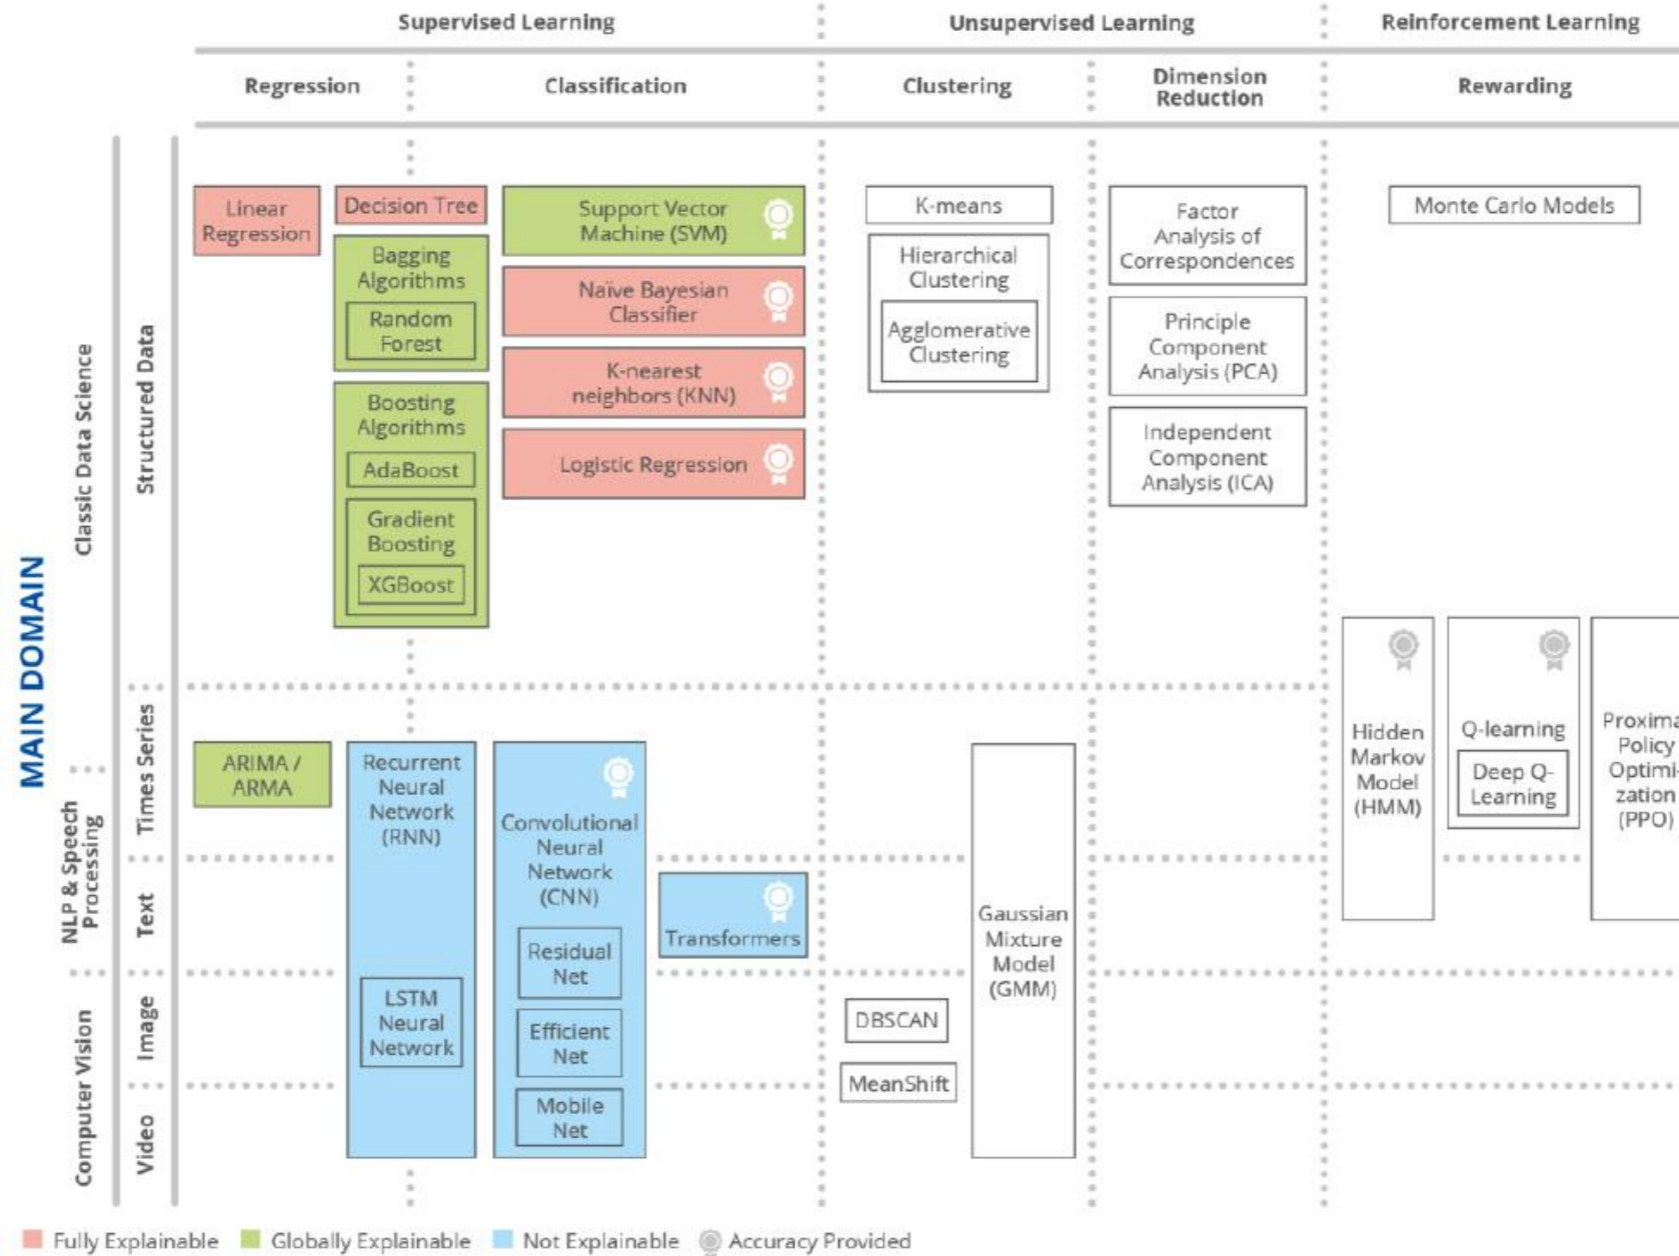 Supervised Learning
Unsupervised Learning
Reinforcement Learning
Regression
Classification
Clustering
Dimension
Reduction
Rewarding
MAIN DOMAIN
Classic Data Science
NLP & Speech
Processing
Computer Vision
Structured Data
Times Series
Text
Image
Video
Linear
Regression
Decision Tree
Bagging
Algorithms
Random
Forest
Boosting
Algorithms
AdaBoost
Gradient
Boosting
XGBoost
Support Vector
Machine (SVM)
Naïve Bayesian
Classifier
K-nearest
neighbors (KNN)
Logistic Regression
K-means
Hierarchical
Clustering
Agglomerative
Clustering
Factor
Analysis of
Correspondences
Principle
Component
Analysis (PCA)
Independent
Component
Analysis (ICA)
Monte Carlo Models
ARIMA /
ARMA
Recurrent
Neural
Network
(RNN)
LSTM
Neural
Network
Convolutional
Neural
Network
(CNN)
Residual
Net
Efficient
Net
Mobile
Net
Transformers
DBSCAN
MeanShift
Gaussian
Mixture
Model
(GMM)
Hidden
Markov
Model
(HMM)
Q-learning
Deep Q-
Learning
Proxima
Policy
Optimi-
zation
(PPO)
Fully Explainable
Globally Explainable
Not Explainable
Accuracy Provided